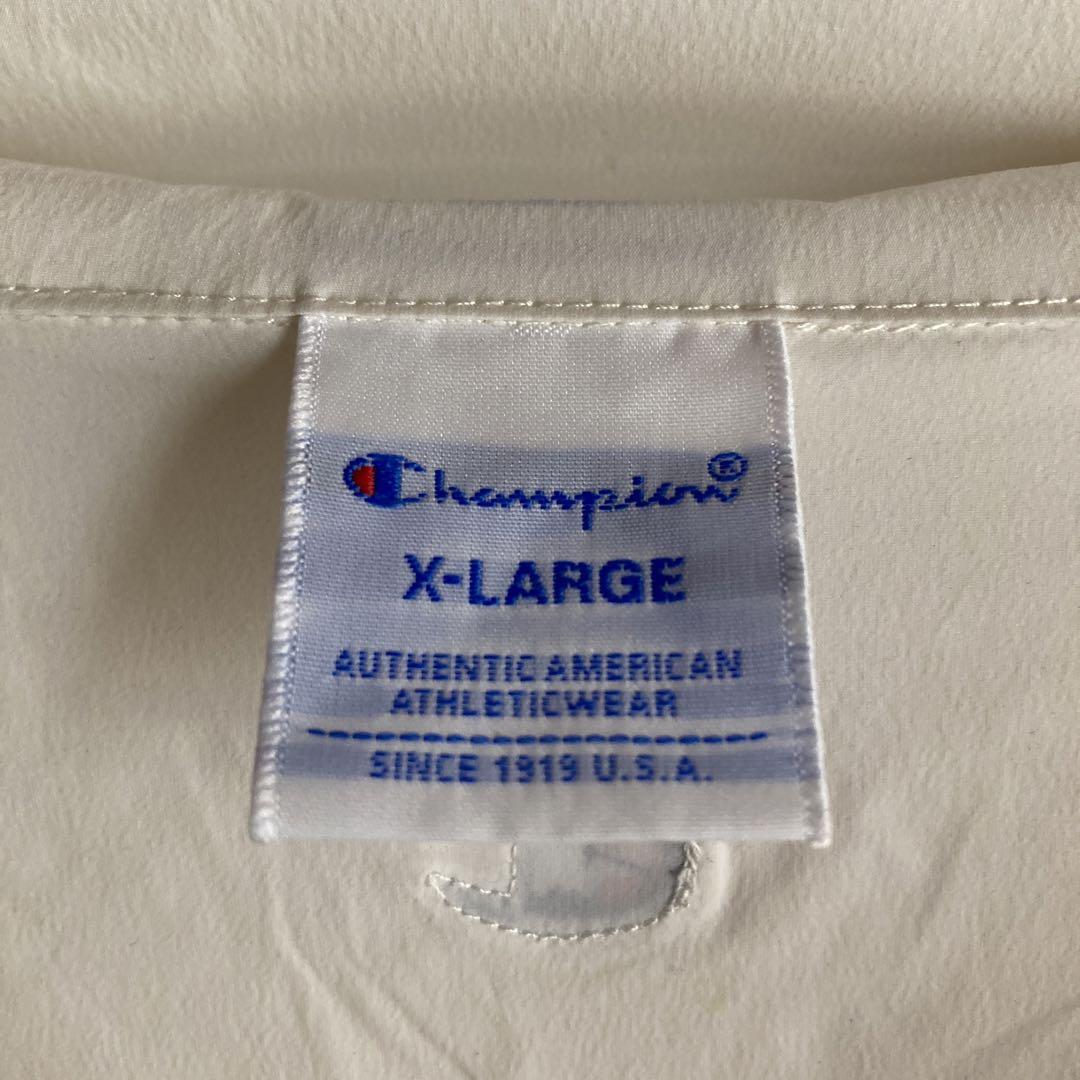 Champion®
X-LARGE
AUTHENTIC AMERICAN
ATHLETICWEAR
SINCE 1919 U.S.A.